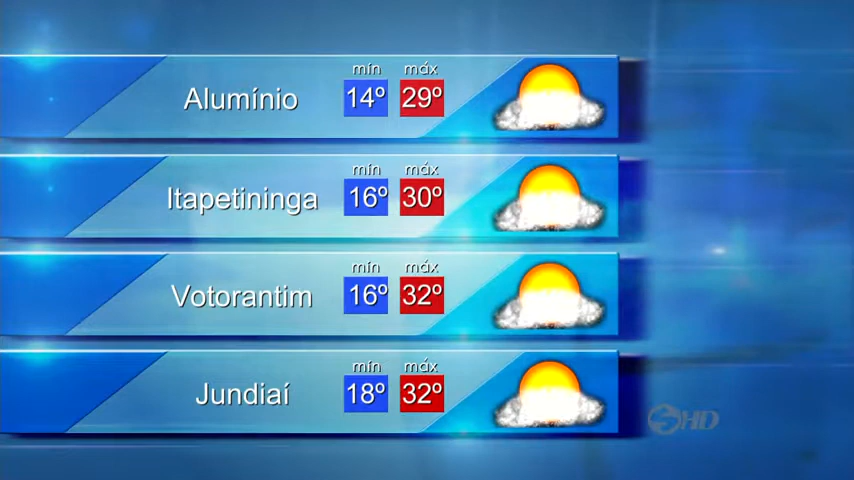 mín máx
Alumínio 14º 29º
mín máx
Itapetininga 16º 30º
mín máx
Votorantim 16º 32º
mín máx
Jundiaí 18º 32º
HD